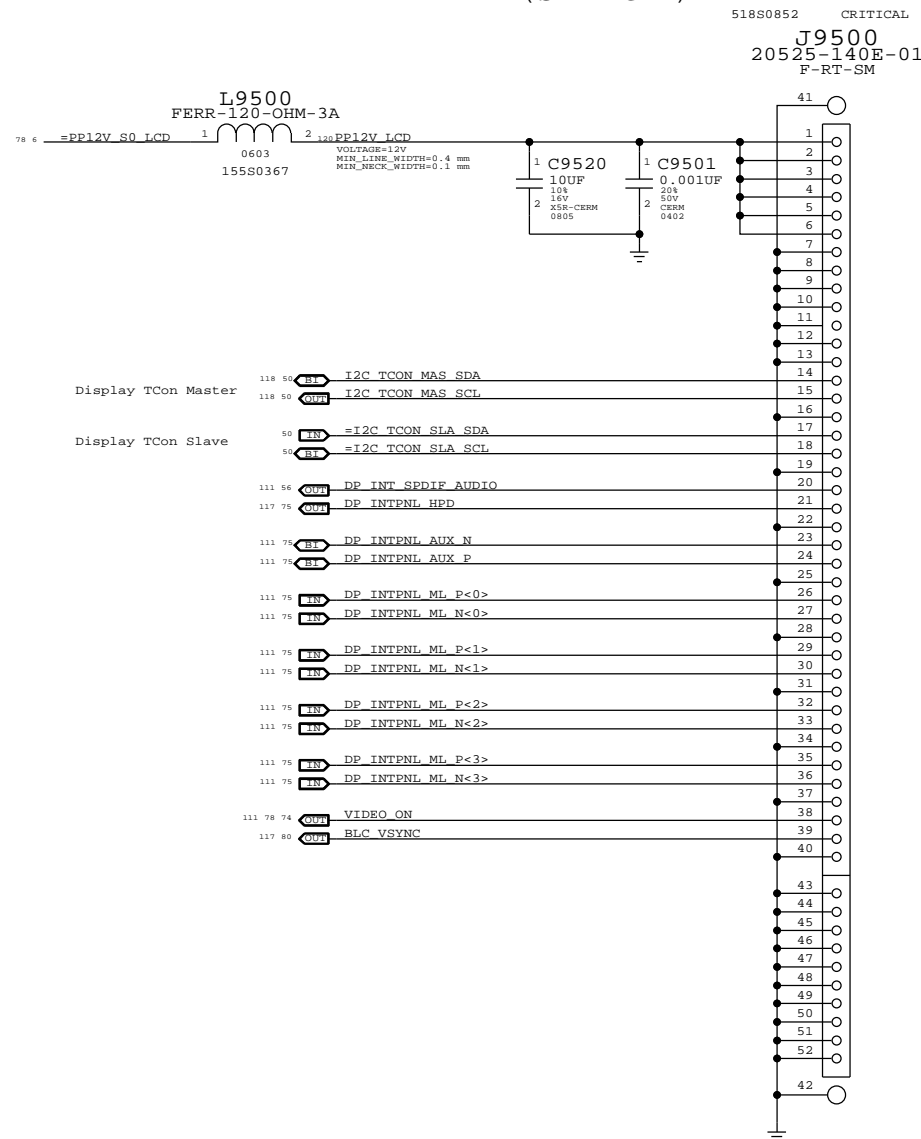 518S0852 CRITICAL
J9500
20525-140E-01
F-RT-SM
41
L9500
FERR-120-OHM-3A
78 6 =PP12V_S0_LCD 1 2 120 PP12V_LCD
VOLTAGE=12V
MIN_LINE_WIDTH=0.4 mm
MIN_NECK_WIDTH=0.1 mm
0603
155S0367
1 C9520
10UF
10%
16V
2 X5R-CERM
0805
1 C9501
0.001UF
20%
50V
2 CERM
0402
1
2
3
4
5
6
7
8
9
10
11
12
13
Display TCon Master
118 50 BI I2C_TCON_MAS_SDA 14
118 50 OUT I2C_TCON_MAS_SCL 15
16
Display TCon Slave
50 IN =I2C_TCON_SLA_SDA 17
50 BI =I2C_TCON_SLA_SCL 18
19
111 56 OUT DP_INT_SPDIF_AUDIO 20
117 75 OUT DP_INTPNL_HPD 21
22
111 75 BI DP_INTPNL_AUX_N 23
111 75 BI DP_INTPNL_AUX_P 24
25
111 75 IN DP_INTPNL_ML_P<0> 26
111 75 IN DP_INTPNL_ML_N<0> 27
28
111 75 IN DP_INTPNL_ML_P<1> 29
111 75 IN DP_INTPNL_ML_N<1> 30
31
111 75 IN DP_INTPNL_ML_P<2> 32
111 75 IN DP_INTPNL_ML_N<2> 33
34
111 75 IN DP_INTPNL_ML_P<3> 35
111 75 IN DP_INTPNL_ML_N<3> 36
37
111 78 74 OUT VIDEO_ON 38
117 80 OUT BLC_VSYNC 39
40
43
44
45
46
47
48
49
50
51
52
42